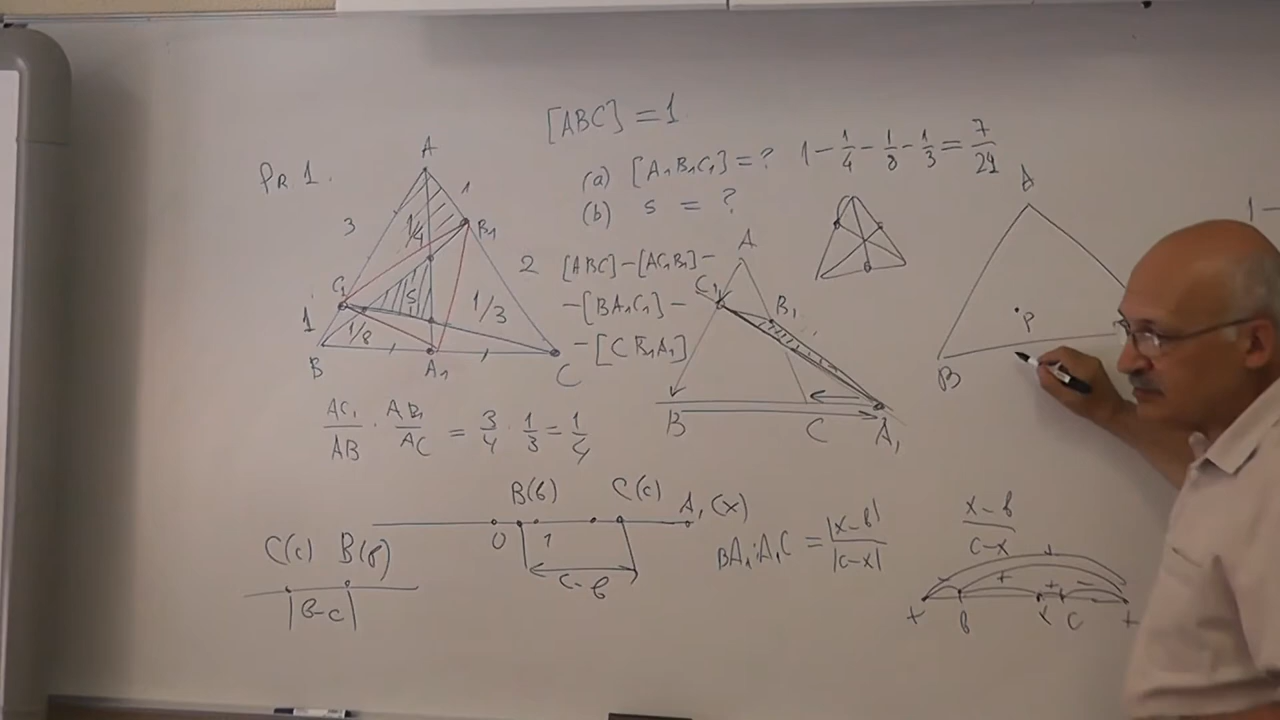 [ABC] = 1
PR. 1.
(a) [A₁B₁C₁] = ? 1 - 1/4 - 1/8 - 1/3 = 7/24
(b) S = ?
A
3
1
1/4
B₁
C₁
S
1
1/8
1/3
2
B
A₁
C
[ABC] - [AC₁B₁] -
- [BA₁C₁] -
- [CB₁A₁]
A
C₁
B₁
B
C
A₁
A
P
B
1 -
AC₁/AB · AB₁/AC = 3/4 · 1/3 = 1/4
B(b) C(c) A₁(x)
0 1
c - b
C(c) B(b)
|b-c|
BA₁:A₁C = |x-b|/|c-x|
x-b/c-x
- + + -
x b x c x